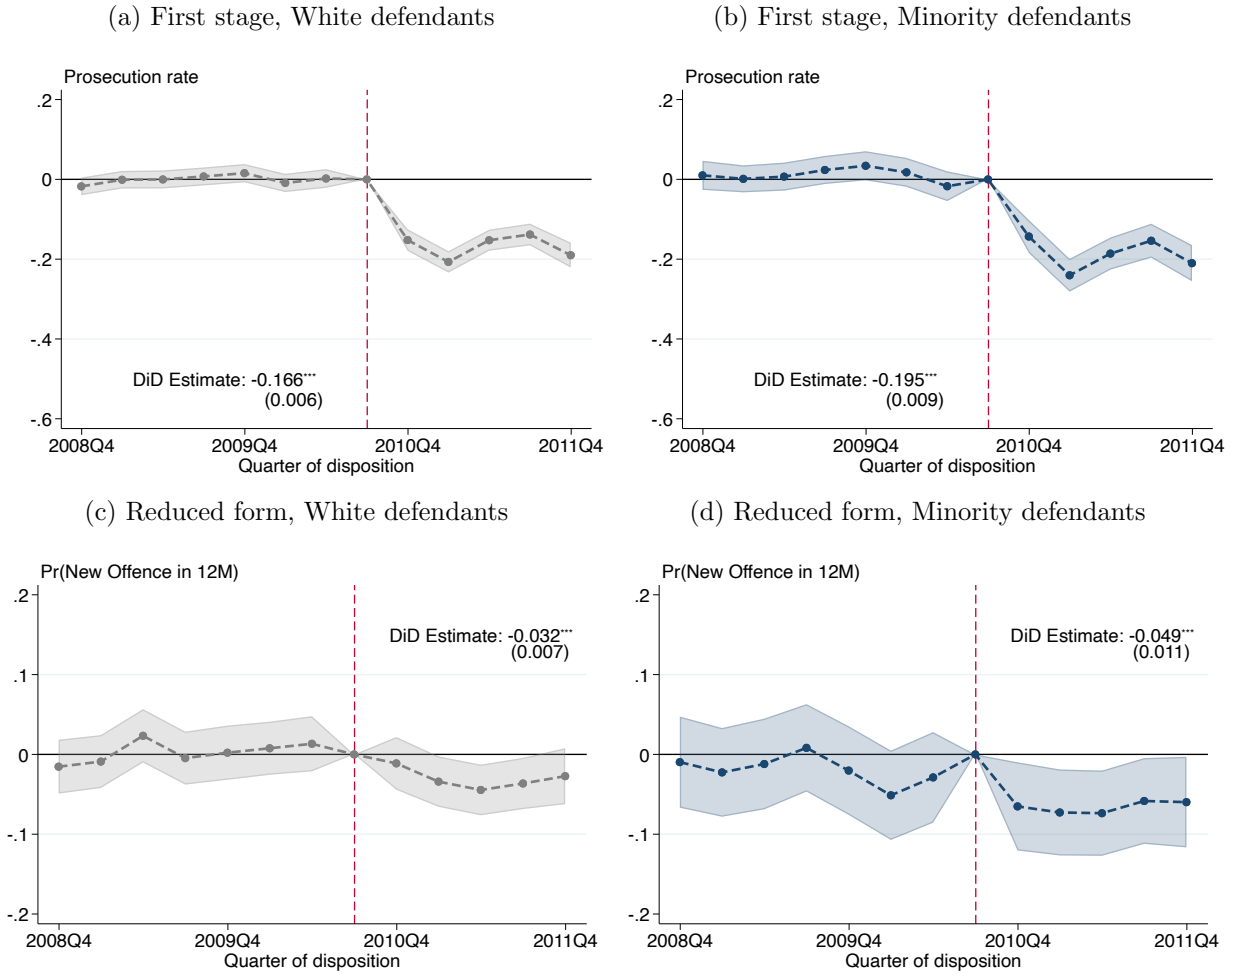 (a) First stage, White defendants
Prosecution rate
.2
0
-.2
-.4
-.6
DiD Estimate: -0.166***
(0.006)
2008Q4 2009Q4 2010Q4 2011Q4
Quarter of disposition
(b) First stage, Minority defendants
Prosecution rate
.2
0
-.2
-.4
-.6
DiD Estimate: -0.195***
(0.009)
2008Q4 2009Q4 2010Q4 2011Q4
Quarter of disposition
(c) Reduced form, White defendants
Pr(New Offence in 12M)
.2
.1
0
-.1
-.2
DiD Estimate: -0.032***
(0.007)
2008Q4 2009Q4 2010Q4 2011Q4
Quarter of disposition
(d) Reduced form, Minority defendants
Pr(New Offence in 12M)
.2
.1
0
-.1
-.2
DiD Estimate: -0.049***
(0.011)
2008Q4 2009Q4 2010Q4 2011Q4
Quarter of disposition